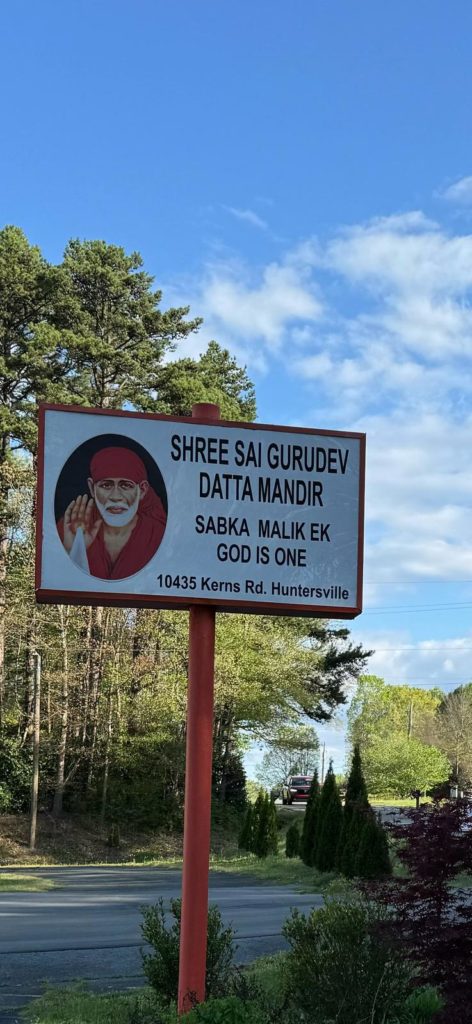 SHREE SAI GURUDEV
DATTA MANDIR
SABKA MALIK EK
GOD IS ONE
10435 Kerns Rd. Huntersville